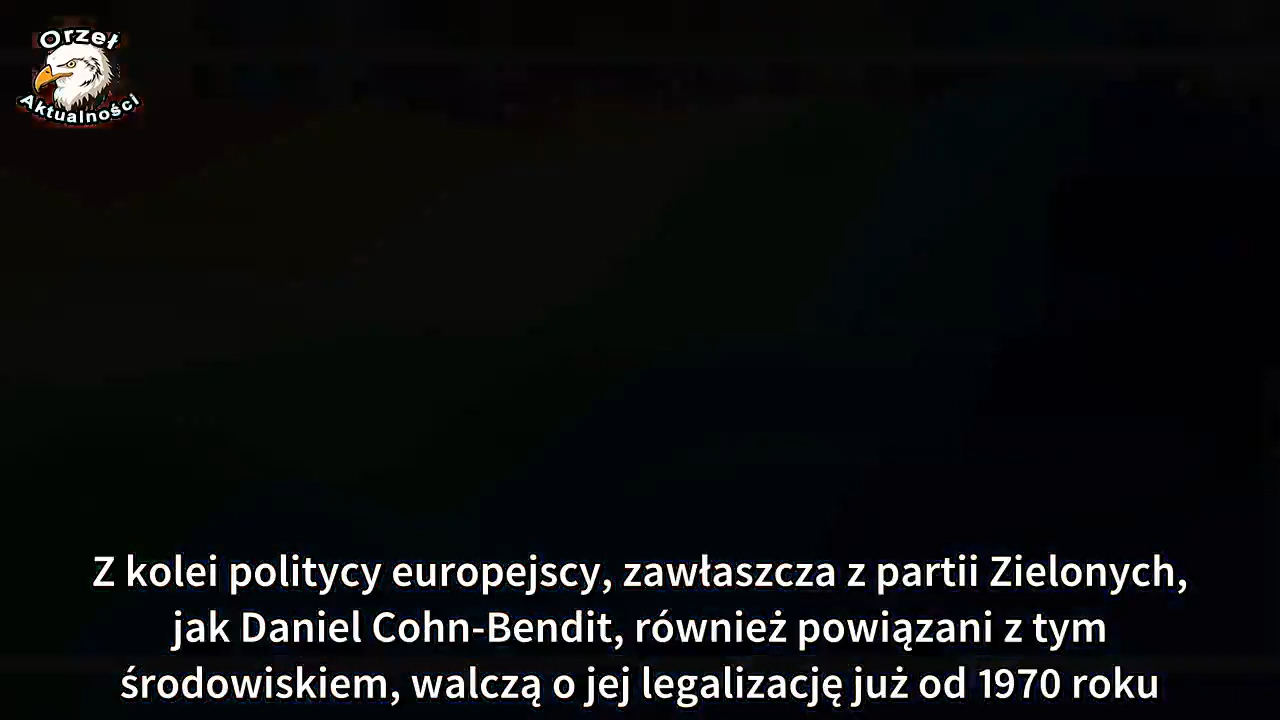 Orzeł
Aktualności
Z kolei politycy europejscy, zawłaszcza z partii Zielonych,
jak Daniel Cohn-Bendit, również powiązani z tym
środowiskiem, walczą o jej legalizację już od 1970 roku